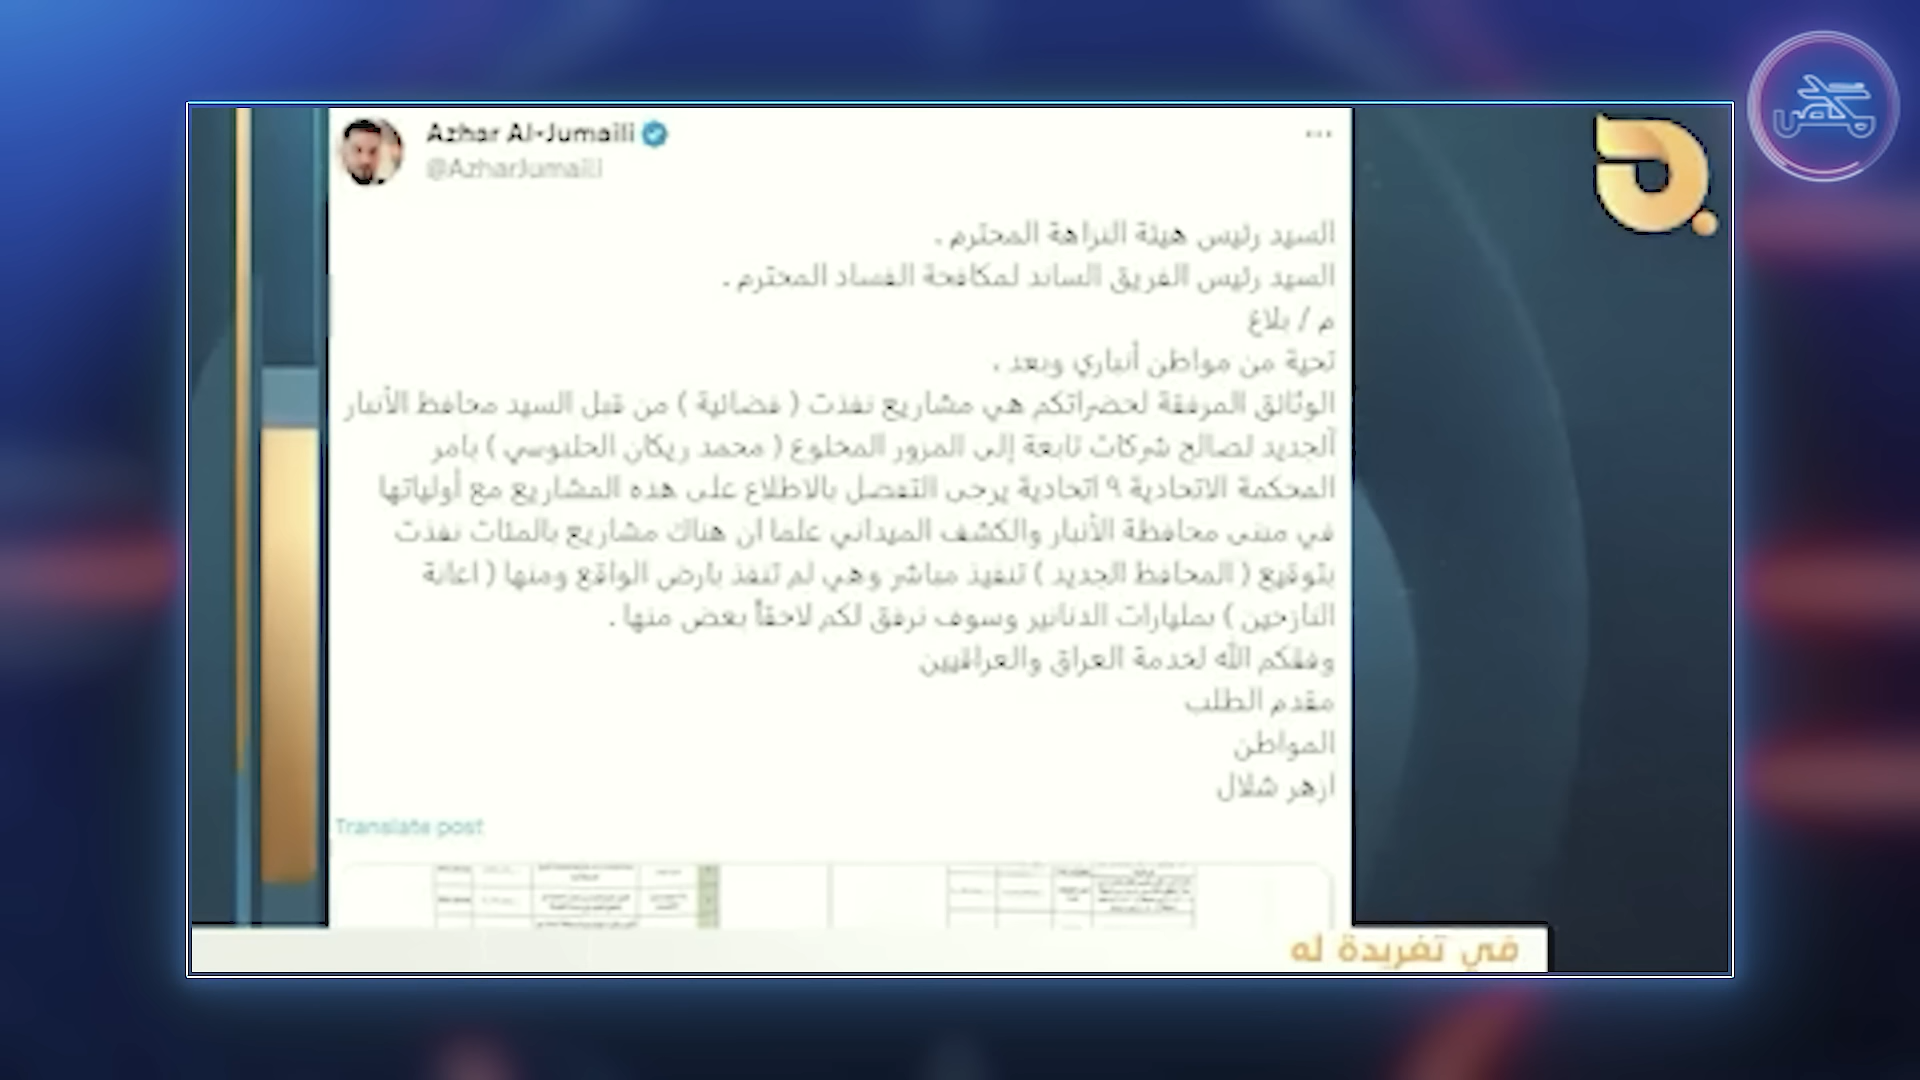 Azhar Al-Jumaili
@AzharJumaili
السيد رئيس هيئة النزاهة المحترم .
السيد رئيس الفريق الساند لمكافحة الفساد المحترم .
م / بلاغ
تحية من مواطن أنباري وبعد .
الوثائق المرفقة لحضراتكم هي مشاريع نفذت ( فضائية ) من قبل السيد محافظ الأنبار
الجديد لصالح شركات تابعة إلى المزور المخلوع ( محمد ريكان الحلبوسي ) بامر
المحكمة الاتحادية ٩ اتحادية يرجى التفضل بالاطلاع على هذه المشاريع مع أولياتها
في مبنى محافظة الأنبار والكشف الميداني علما ان هناك مشاريع بالمئات نفذت
بتوقيع ( المحافظ الجديد ) تنفيذ مباشر وهي لم تنفذ بارض الواقع ومنها ( اعانة
النازحين ) بمليارات الدنانير وسوف نرفق لكم لاحقاً بعض منها .
وفقكم الله لخدمة العراق والعراقيين
مقدم الطلب
المواطن
ازهر شلال
Translate post
في تغريدة له